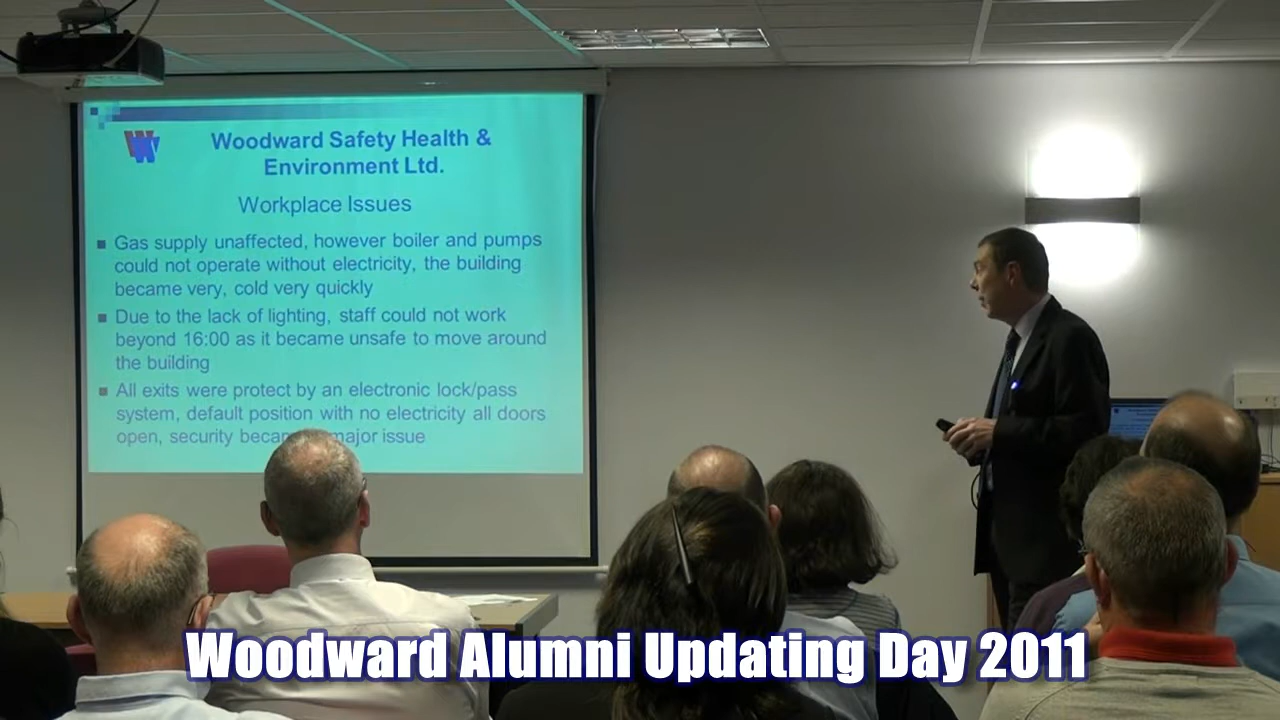 Woodward Safety Health &
Environment Ltd.
Workplace Issues
Gas supply unaffected, however boiler and pumps
could not operate without electricity, the building
became very, cold very quickly
Due to the lack of lighting, staff could not work
beyond 16:00 as it became unsafe to move around
the building
All exits were protect by an electronic lock/pass
system, default position with no electricity all doors
open, security major issue
Woodward Alumni Updating Day 2011